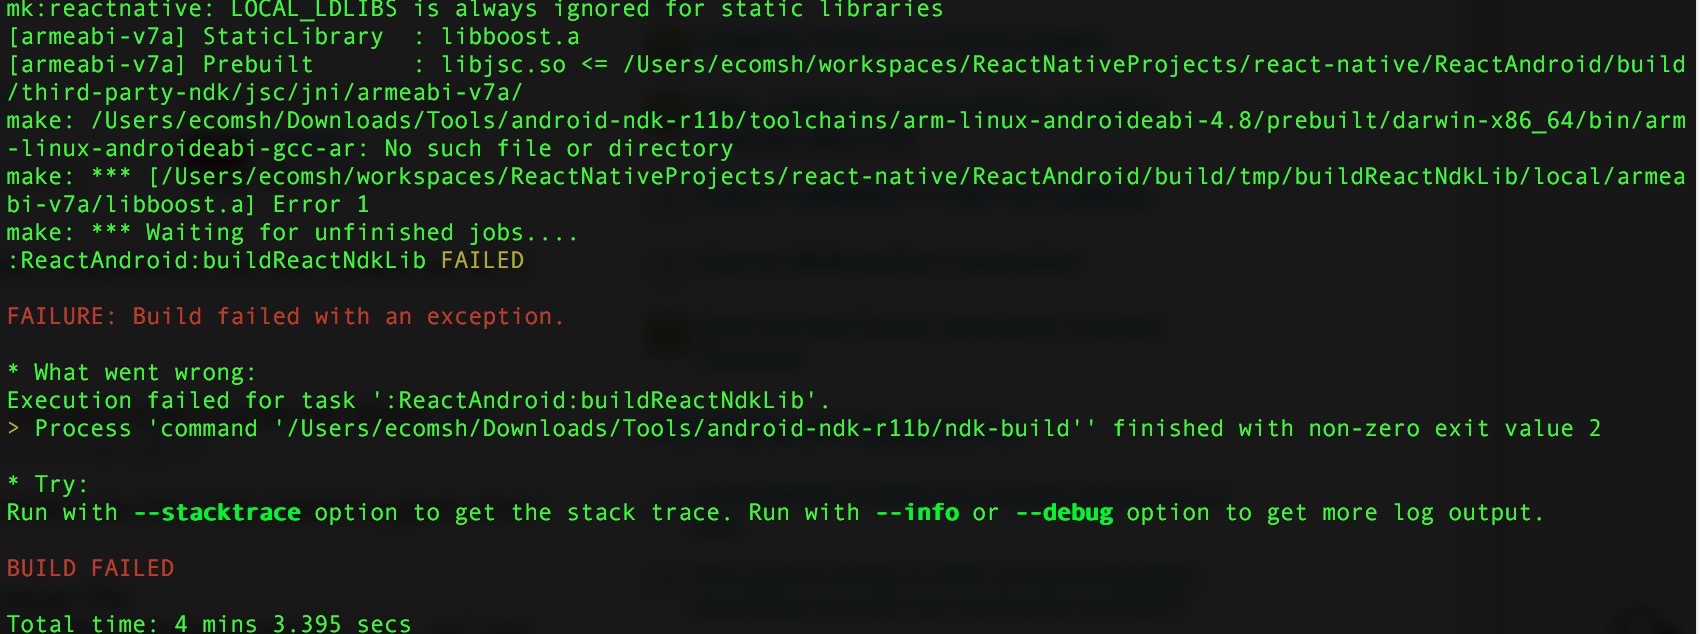 mk:reactnative: LOCAL_LDLIBS is always ignored for static libraries
[armeabi-v7a] StaticLibrary  : libboost.a
[armeabi-v7a] Prebuilt       : libjsc.so <= /Users/ecomsh/workspaces/ReactNativeProjects/react-native/ReactAndroid/build
/third-party-ndk/jsc/jni/armeabi-v7a/
make: /Users/ecomsh/Downloads/Tools/android-ndk-r11b/toolchains/arm-linux-androideabi-4.8/prebuilt/darwin-x86_64/bin/arm
-linux-androideabi-gcc-ar: No such file or directory
make: *** [/Users/ecomsh/workspaces/ReactNativeProjects/react-native/ReactAndroid/build/tmp/buildReactNdkLib/local/armea
bi-v7a/libboost.a] Error 1
make: *** Waiting for unfinished jobs....
:ReactAndroid:buildReactNdkLib FAILED
FAILURE: Build failed with an exception.
* What went wrong:
Execution failed for task ':ReactAndroid:buildReactNdkLib'.
> Process 'command '/Users/ecomsh/Downloads/Tools/android-ndk-r11b/ndk-build'' finished with non-zero exit value 2
* Try:
Run with --stacktrace option to get the stack trace. Run with --info or --debug option to get more log output.
BUILD FAILED
Total time: 4 mins 3.395 secs